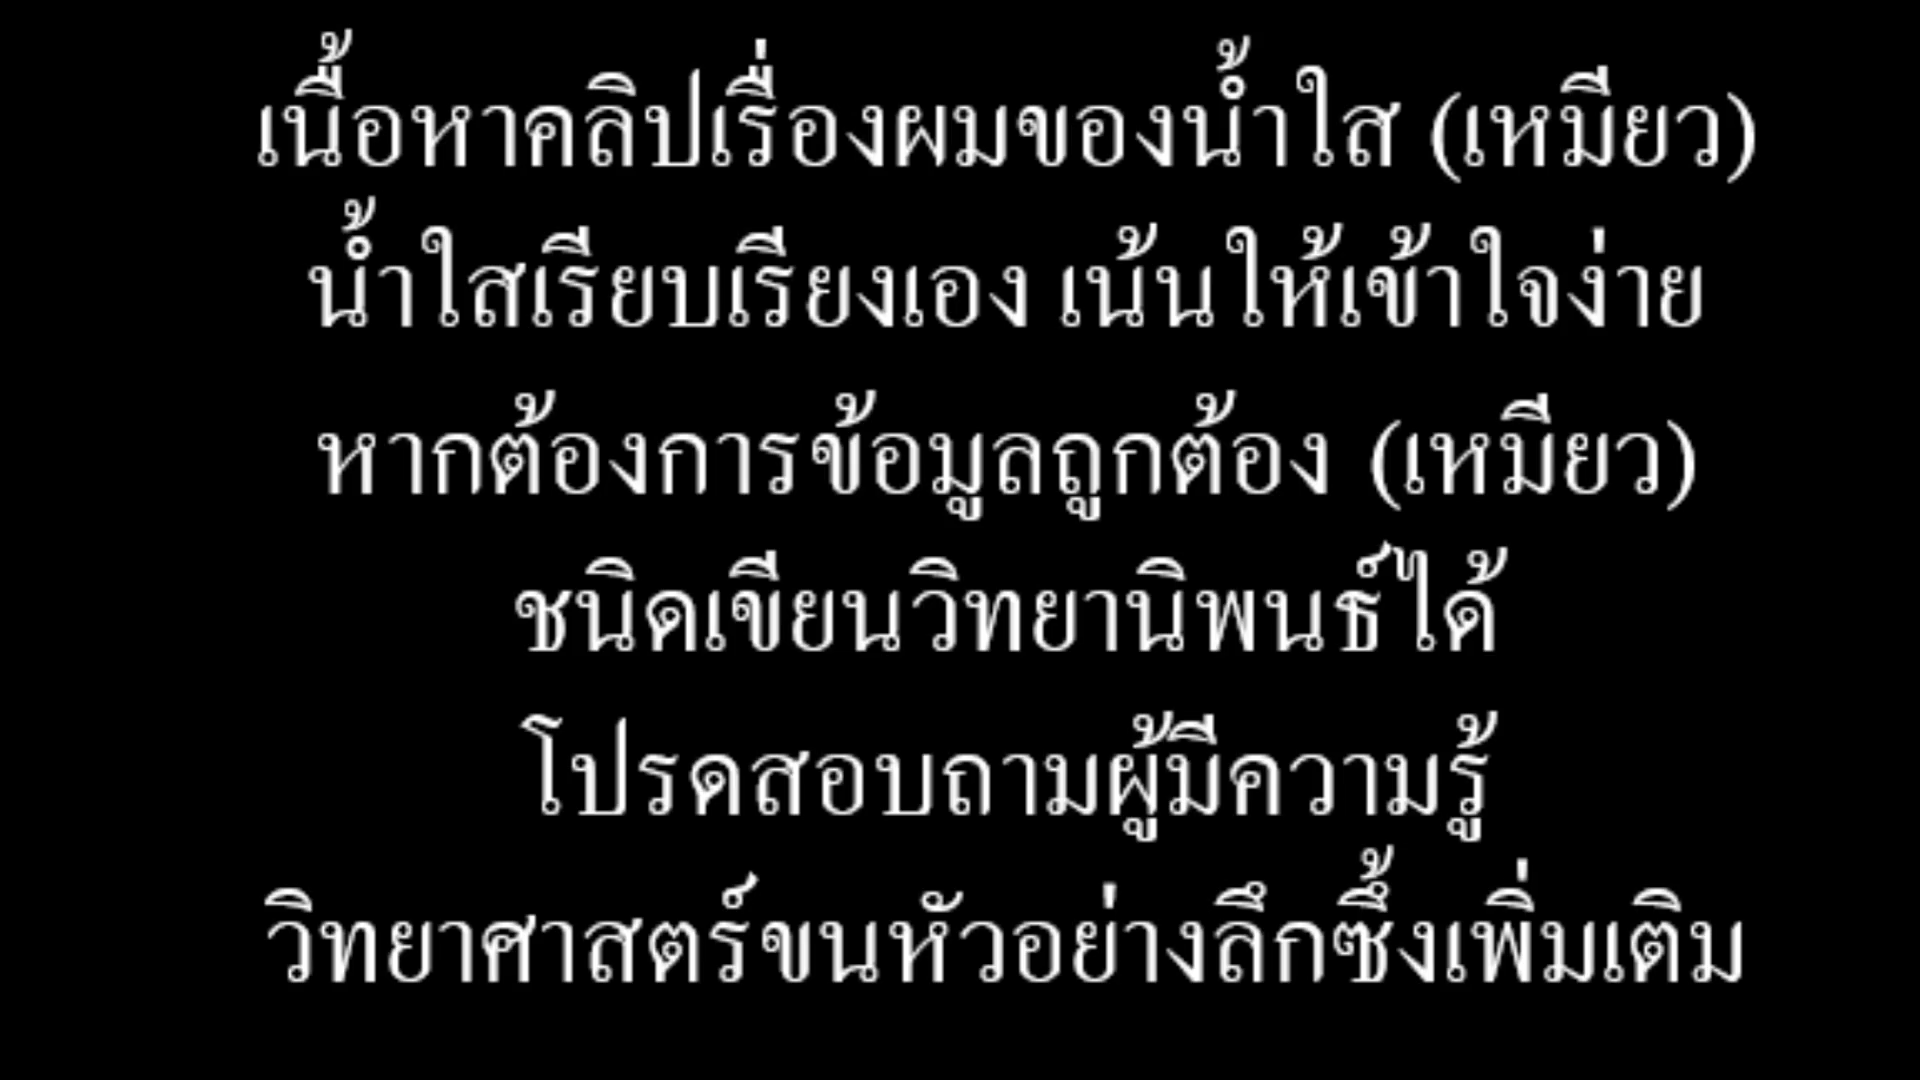 เนื้อหาคลิปเรื่องผมของน้ำใส (เหมียว)
น้ำใสเรียบเรียงเอง เน้นให้เข้าใจง่าย
หากต้องการข้อมูลถูกต้อง (เหมียว)
ชนิดเขียนวิทยานิพนธ์ได้
โปรดสอบถามผู้มีความรู้
วิทยาศาสตร์ขนหัวอย่างลึกซึ้งเพิ่มเติม